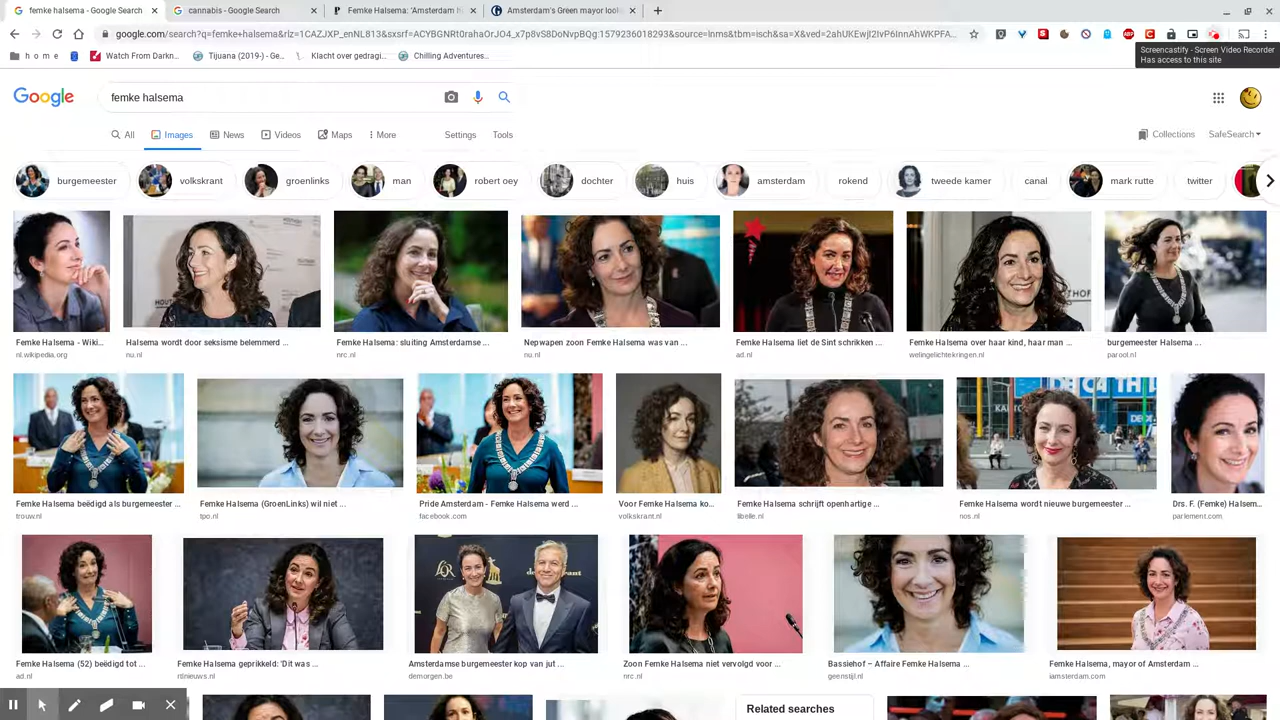 femke halsema - Google Search
cannabis - Google Search
Femke Halsema: 'Amsterdam h
Amsterdam's Green mayor look
google.com/search?q=femke+halsema&rlz=1CAZJXP_enNL813&sxsrf=ACYBGNRt0rahaOrJO4_x7p8vS8DoNvpBQg:1579236018293&source=lnms&tbm=isch&sa=X&ved=2ahUKEwjI2IvP6InnAhWKPFA...
h o m e
Watch From Darkn...
Tijuana (2019-) - Ge...
Klacht over gedragi...
Chilling Adventures...
Screencastify - Screen Video Recorder
Has access to this site
Google
femke halsema
All
Images
News
Videos
Maps
More
Settings
Tools
Collections
SafeSearch
burgemeester
volkskrant
groenlinks
man
robert oey
dochter
huis
amsterdam
rokend
tweede kamer
canal
mark rutte
twitter
Femke Halsema - Wiki...
nl.wikipedia.org
Halsema wordt door seksisme belemmerd ...
nu.nl
Femke Halsema: sluiting Amsterdamse ...
nrc.nl
Nepwapen zoon Femke Halsema was van ...
nu.nl
Femke Halsema liet de Sint schrikken ...
ad.nl
Femke Halsema over haar kind, haar man ...
welingelichtekringen.nl
burgemeester Halsema ...
parool.nl
Femke Halsema beëdigd als burgemeester ...
trouw.nl
Femke Halsema (GroenLinks) wil niet ...
tpo.nl
Pride Amsterdam - Femke Halsema werd ...
facebook.com
Voor Femke Halsema ko...
volkskrant.nl
Femke Halsema schrijft openhartige ...
libelle.nl
Femke Halsema wordt nieuwe burgemeester ...
nos.nl
Drs. F. (Femke) Halsem...
parlement.com
Femke Halsema (52) beëdigd tot ...
ad.nl
Femke Halsema geprikkeld: 'Dit was ...
rtlnieuws.nl
Amsterdamse burgemeester kop van jut ...
demorgen.be
Zoon Femke Halsema niet vervolgd voor ...
nrc.nl
Bassiehof – Affaire Femke Halsema ...
geenstijl.nl
Femke Halsema, mayor of Amsterdam ...
iamsterdam.com
Related searches